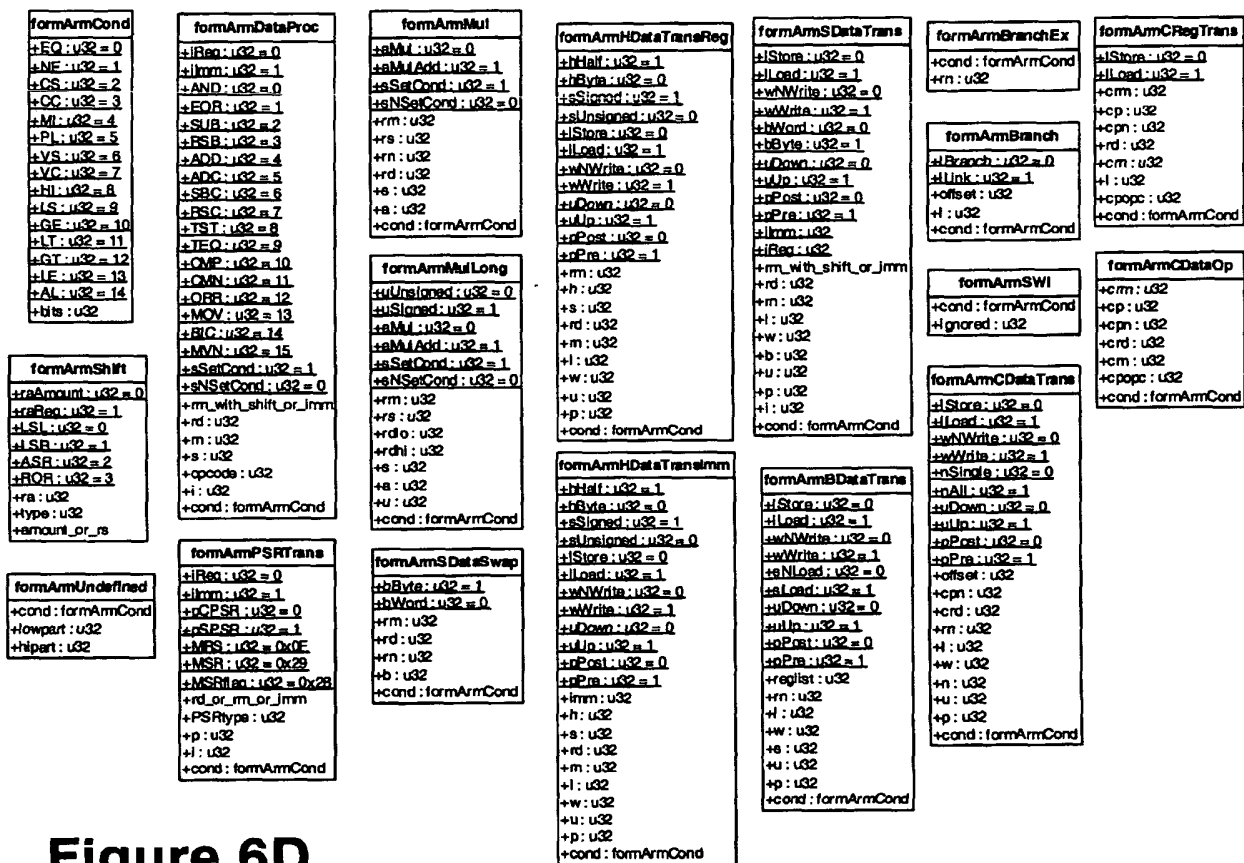 formArmCond
+EQ : u32 = 0
+NE : u32 = 1
+CS : u32 = 2
+CC : u32 = 3
+MI : u32 = 4
+PL : u32 = 5
+VS : u32 = 6
+VC : u32 = 7
+HI : u32 = 8
+LS : u32 = 9
+GE : u32 = 10
+LT : u32 = 11
+GT : u32 = 12
+LE : u32 = 13
+AL : u32 = 14
+bits : u32
formArmShift
+raAmount : u32 = 0
+raReg : u32 = 1
+LSL : u32 = 0
+LSR : u32 = 1
+ASR : u32 = 2
+ROR : u32 = 3
+ra : u32
+type : u32
+amount_or_rs
formArmUndefined
+cond : formArmCond
+lowpart : u32
+hipart : u32
formArmDataProc
+iReg : u32 = 0
+iImm : u32 = 1
+AND : u32 = 0
+EOR : u32 = 1
+SUB : u32 = 2
+RSB : u32 = 3
+ADD : u32 = 4
+ADC : u32 = 5
+SBC : u32 = 6
+RSC : u32 = 7
+TST : u32 = 8
+TEQ : u32 = 9
+CMP : u32 = 10
+CMN : u32 = 11
+ORR : u32 = 12
+MOV : u32 = 13
+BIC : u32 = 14
+MVN : u32 = 15
+sSetCond : u32 = 1
+sNSetCond : u32 = 0
+rm_with_shift_or_imm
+rd : u32
+rn : u32
+s : u32
+opcode : u32
+i : u32
+cond : formArmCond
formArmPSRTrans
+iReg : u32 = 0
+iImm : u32 = 1
+pCPSR : u32 = 0
+pSPSR : u32 = 1
+MRS : u32 = 0x0F
+MSR : u32 = 0x29
+MSRflag : u32 = 0x28
+rd_or_rm_or_imm
+PSRtype : u32
+p : u32
+i : u32
+cond : formArmCond
formArmMul
+aMul : u32 = 0
+aMulAdd : u32 = 1
+sSetCond : u32 = 1
+sNSetCond : u32 = 0
+rm : u32
+rs : u32
+rn : u32
+rd : u32
+s : u32
+a : u32
+cond : formArmCond
formArmMulLong
+uUnsigned : u32 = 0
+uSigned : u32 = 1
+aMul : u32 = 0
+aMulAdd : u32 = 1
+sSetCond : u32 = 1
+sNSetCond : u32 = 0
+rm : u32
+rs : u32
+rdlo : u32
+rdhi : u32
+s : u32
+a : u32
+u : u32
+cond : formArmCond
formArmSDataSwap
+bByte : u32 = 1
+bWord : u32 = 0
+rm : u32
+rd : u32
+rn : u32
+b : u32
+cond : formArmCond
formArmHDataTransReg
+hHalf : u32 = 1
+hByte : u32 = 0
+sSigned : u32 = 1
+sUnsigned : u32 = 0
+lStore : u32 = 0
+lLoad : u32 = 1
+wNWrite : u32 = 0
+wWrite : u32 = 1
+uDown : u32 = 0
+uUp : u32 = 1
+pPost : u32 = 0
+pPre : u32 = 1
+rm : u32
+h : u32
+s : u32
+rd : u32
+rn : u32
+l : u32
+w : u32
+u : u32
+p : u32
+cond : formArmCond
formArmHDataTransImm
+hHalf : u32 = 1
+hByte : u32 = 0
+sSigned : u32 = 1
+sUnsigned : u32 = 0
+lStore : u32 = 0
+lLoad : u32 = 1
+wNWrite : u32 = 0
+wWrite : u32 = 1
+uDown : u32 = 0
+uUp : u32 = 1
+pPost : u32 = 0
+pPre : u32 = 1
+imm : u32
+h : u32
+s : u32
+rd : u32
+rn : u32
+l : u32
+w : u32
+u : u32
+p : u32
+cond : formArmCond
formArmSDataTrans
+lStore : u32 = 0
+lLoad : u32 = 1
+wNWrite : u32 = 0
+wWrite : u32 = 1
+bWord : u32 = 0
+bByte : u32 = 1
+uDown : u32 = 0
+uUp : u32 = 1
+pPost : u32 = 0
+pPre : u32 = 1
+iImm : u32
+iReg : u32
+rm_with_shift_or_imm
+rd : u32
+rn : u32
+l : u32
+w : u32
+b : u32
+u : u32
+p : u32
+i : u32
+cond : formArmCond
formArmBDataTrans
+lStore : u32 = 0
+lLoad : u32 = 1
+wNWrite : u32 = 0
+wWrite : u32 = 1
+sNLoad : u32 = 0
+sLoad : u32 = 1
+uDown : u32 = 0
+uUp : u32 = 1
+pPost : u32 = 0
+pPre : u32 = 1
+reglist : u32
+rn : u32
+l : u32
+w : u32
+s : u32
+u : u32
+p : u32
+cond : formArmCond
formArmBranchEx
+cond : formArmCond
+rn : u32
formArmBranch
+lBranch : u32 = 0
+lLink : u32 = 1
+offset : u32
+l : u32
+cond : formArmCond
formArmSWI
+cond : formArmCond
+ignored : u32
formArmCDataTrans
+lStore : u32 = 0
+lLoad : u32 = 1
+wNWrite : u32 = 0
+wWrite : u32 = 1
+nSingle : u32 = 0
+nAll : u32 = 1
+uDown : u32 = 0
+uUp : u32 = 1
+pPost : u32 = 0
+pPre : u32 = 1
+offset : u32
+cpn : u32
+crd : u32
+rn : u32
+l : u32
+w : u32
+n : u32
+u : u32
+p : u32
+cond : formArmCond
formArmCRegTrans
+lStore : u32 = 0
+lLoad : u32 = 1
+crm : u32
+cp : u32
+cpn : u32
+rd : u32
+crn : u32
+l : u32
+cpopc : u32
+cond : formArmCond
formArmCDataOp
+crm : u32
+cp : u32
+cpn : u32
+crd : u32
+crn : u32
+cpopc : u32
+cond : formArmCond
Figure 6D